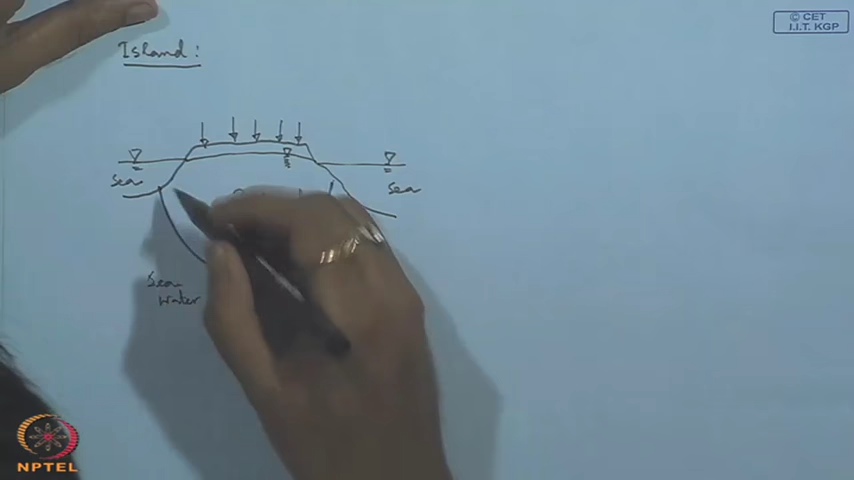 © CET
I.I.T. KGP
Island:
Sea
Sea
Sea
Water
NPTEL